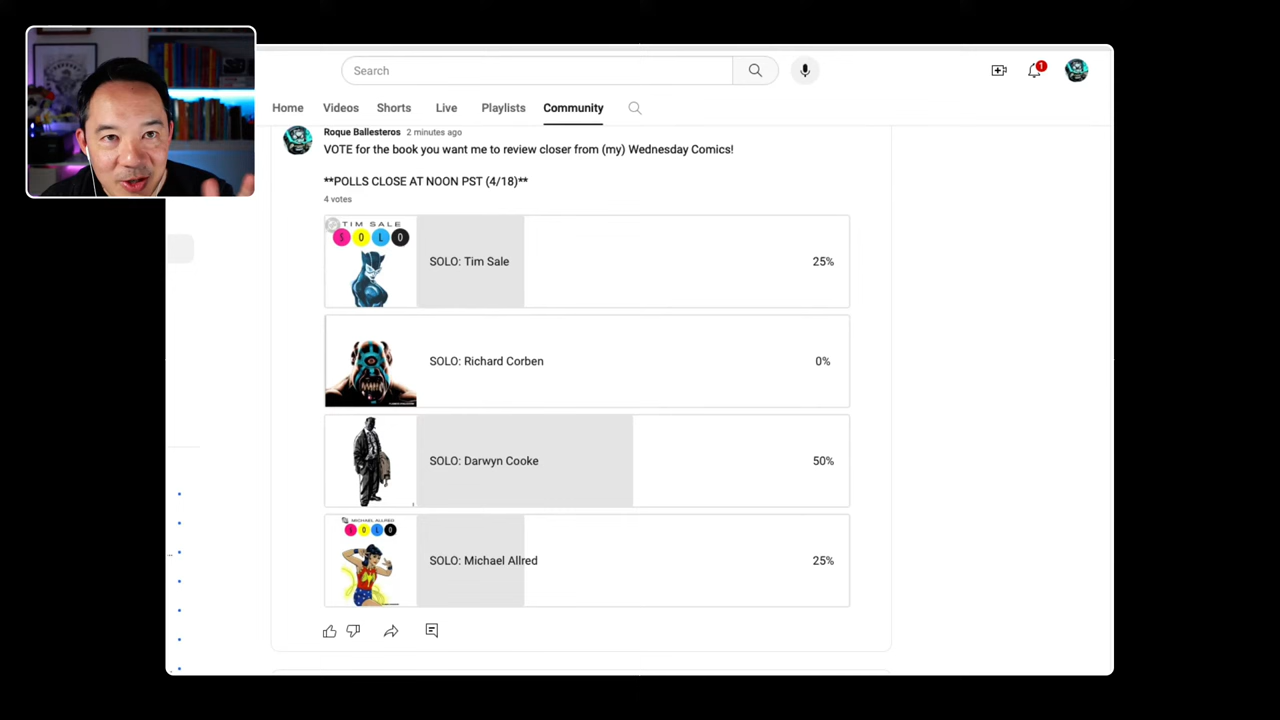 Search
1
Home Videos Shorts Live Playlists Community
Roque Ballesteros 2 minutes ago
VOTE for the book you want me to review closer from (my) Wednesday Comics!
**POLLS CLOSE AT NOON PST (4/18)**
4 votes
TIM SALE
SOLO
SOLO: Tim Sale 25%
SOLO: Richard Corben 0%
SOLO: Darwyn Cooke 50%
MICHAEL ALLRED
SOLO
SOLO: Michael Allred 25%